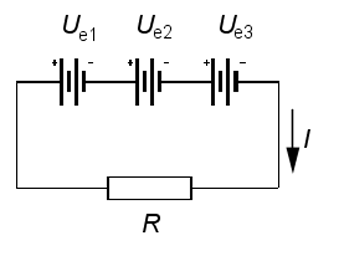 Ue1 Ue2 Ue3
+ - + - + -
I
R